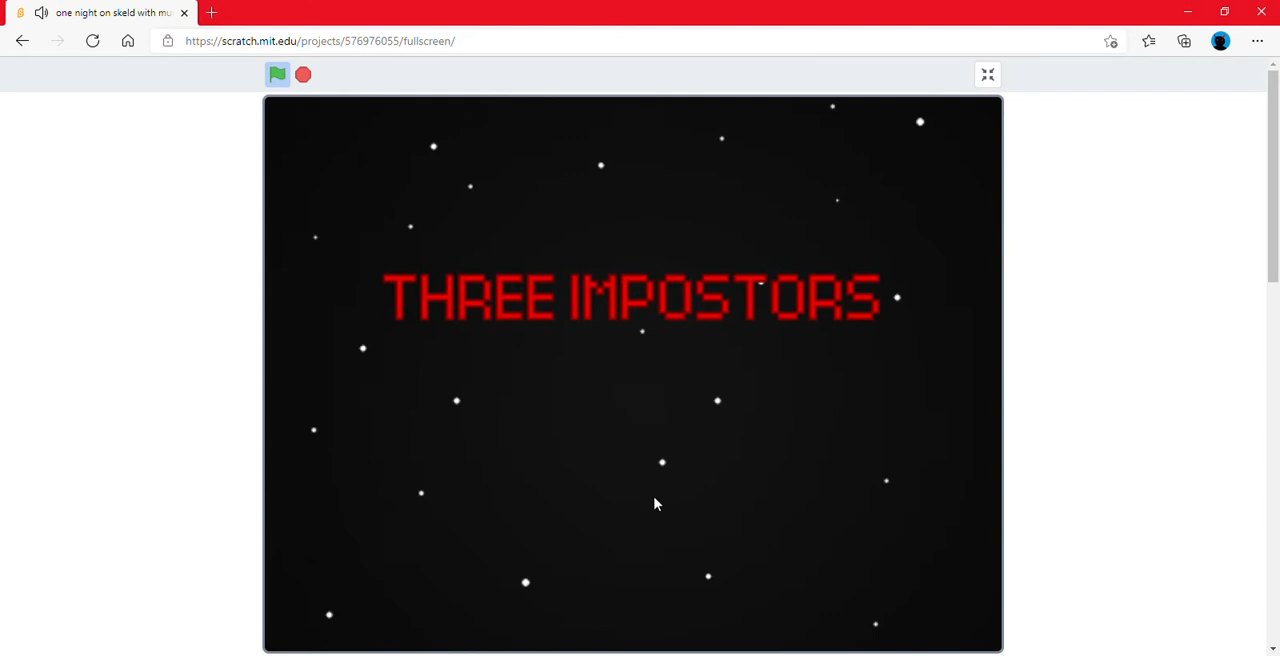 one night on skeld with mu
https://scratch.mit.edu/projects/576976055/fullscreen/
THREE IMPOSTORS